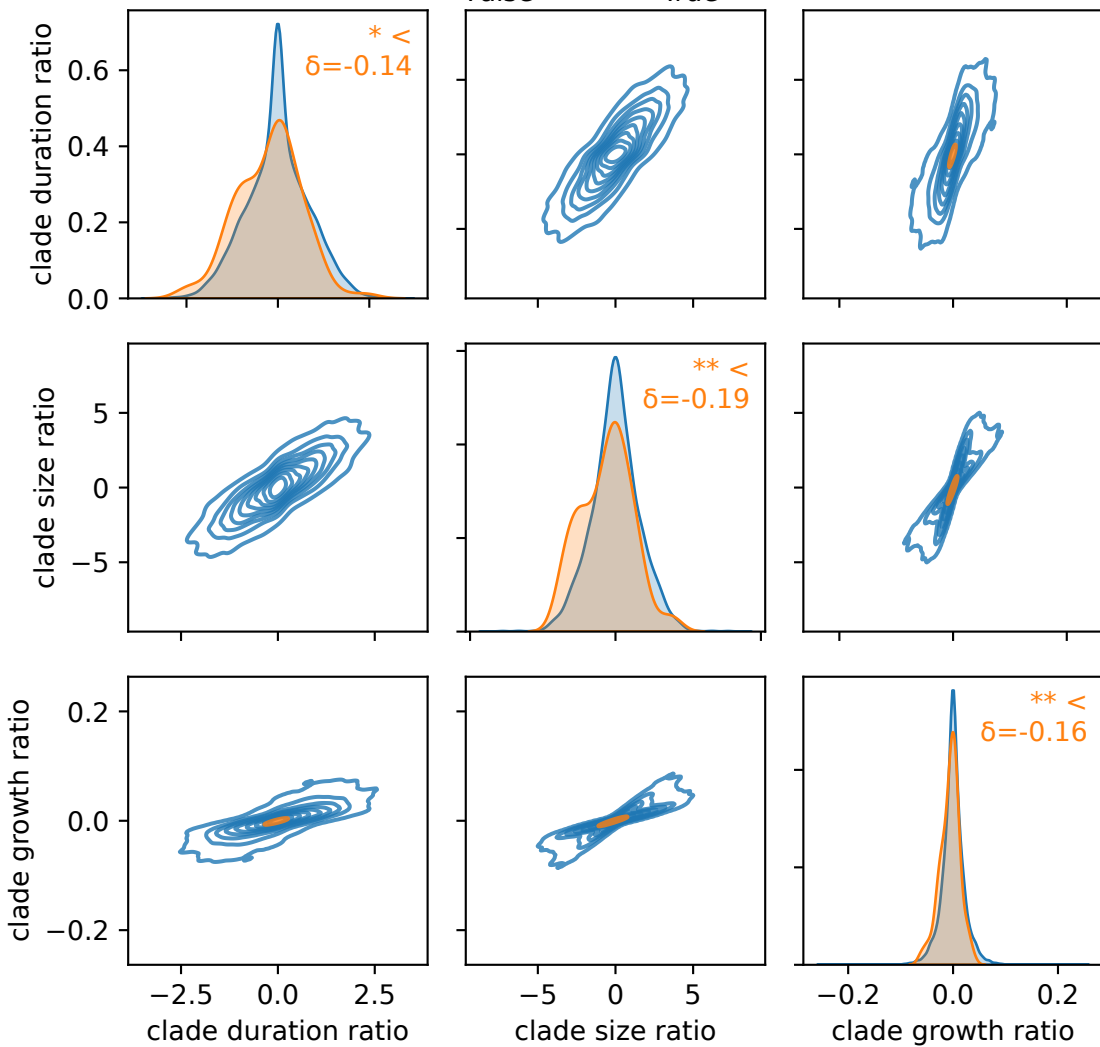 clade duration ratio
0.6
0.4
0.2
0.0
* <
δ=-0.14
clade size ratio
5
0
−5
** <
δ=-0.19
clade growth ratio
0.2
0.0
−0.2
** <
δ=-0.16
−2.5 0.0 2.5
clade duration ratio
−5 0 5
clade size ratio
−0.2 0.0 0.2
clade growth ratio